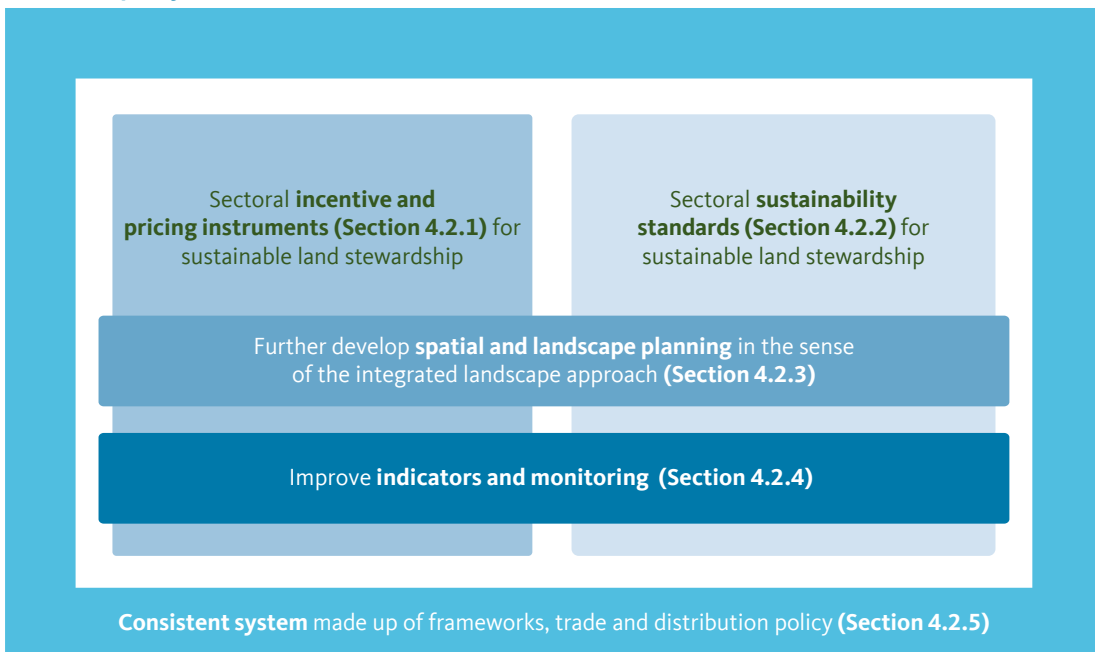 Sectoral incentive and
pricing instruments (Section 4.2.1) for
sustainable land stewardship
Sectoral sustainability
standards (Section 4.2.2) for
sustainable land stewardship
Further develop spatial and landscape planning in the sense
of the integrated landscape approach (Section 4.2.3)
Improve indicators and monitoring (Section 4.2.4)
Consistent system made up of frameworks, trade and distribution policy (Section 4.2.5)